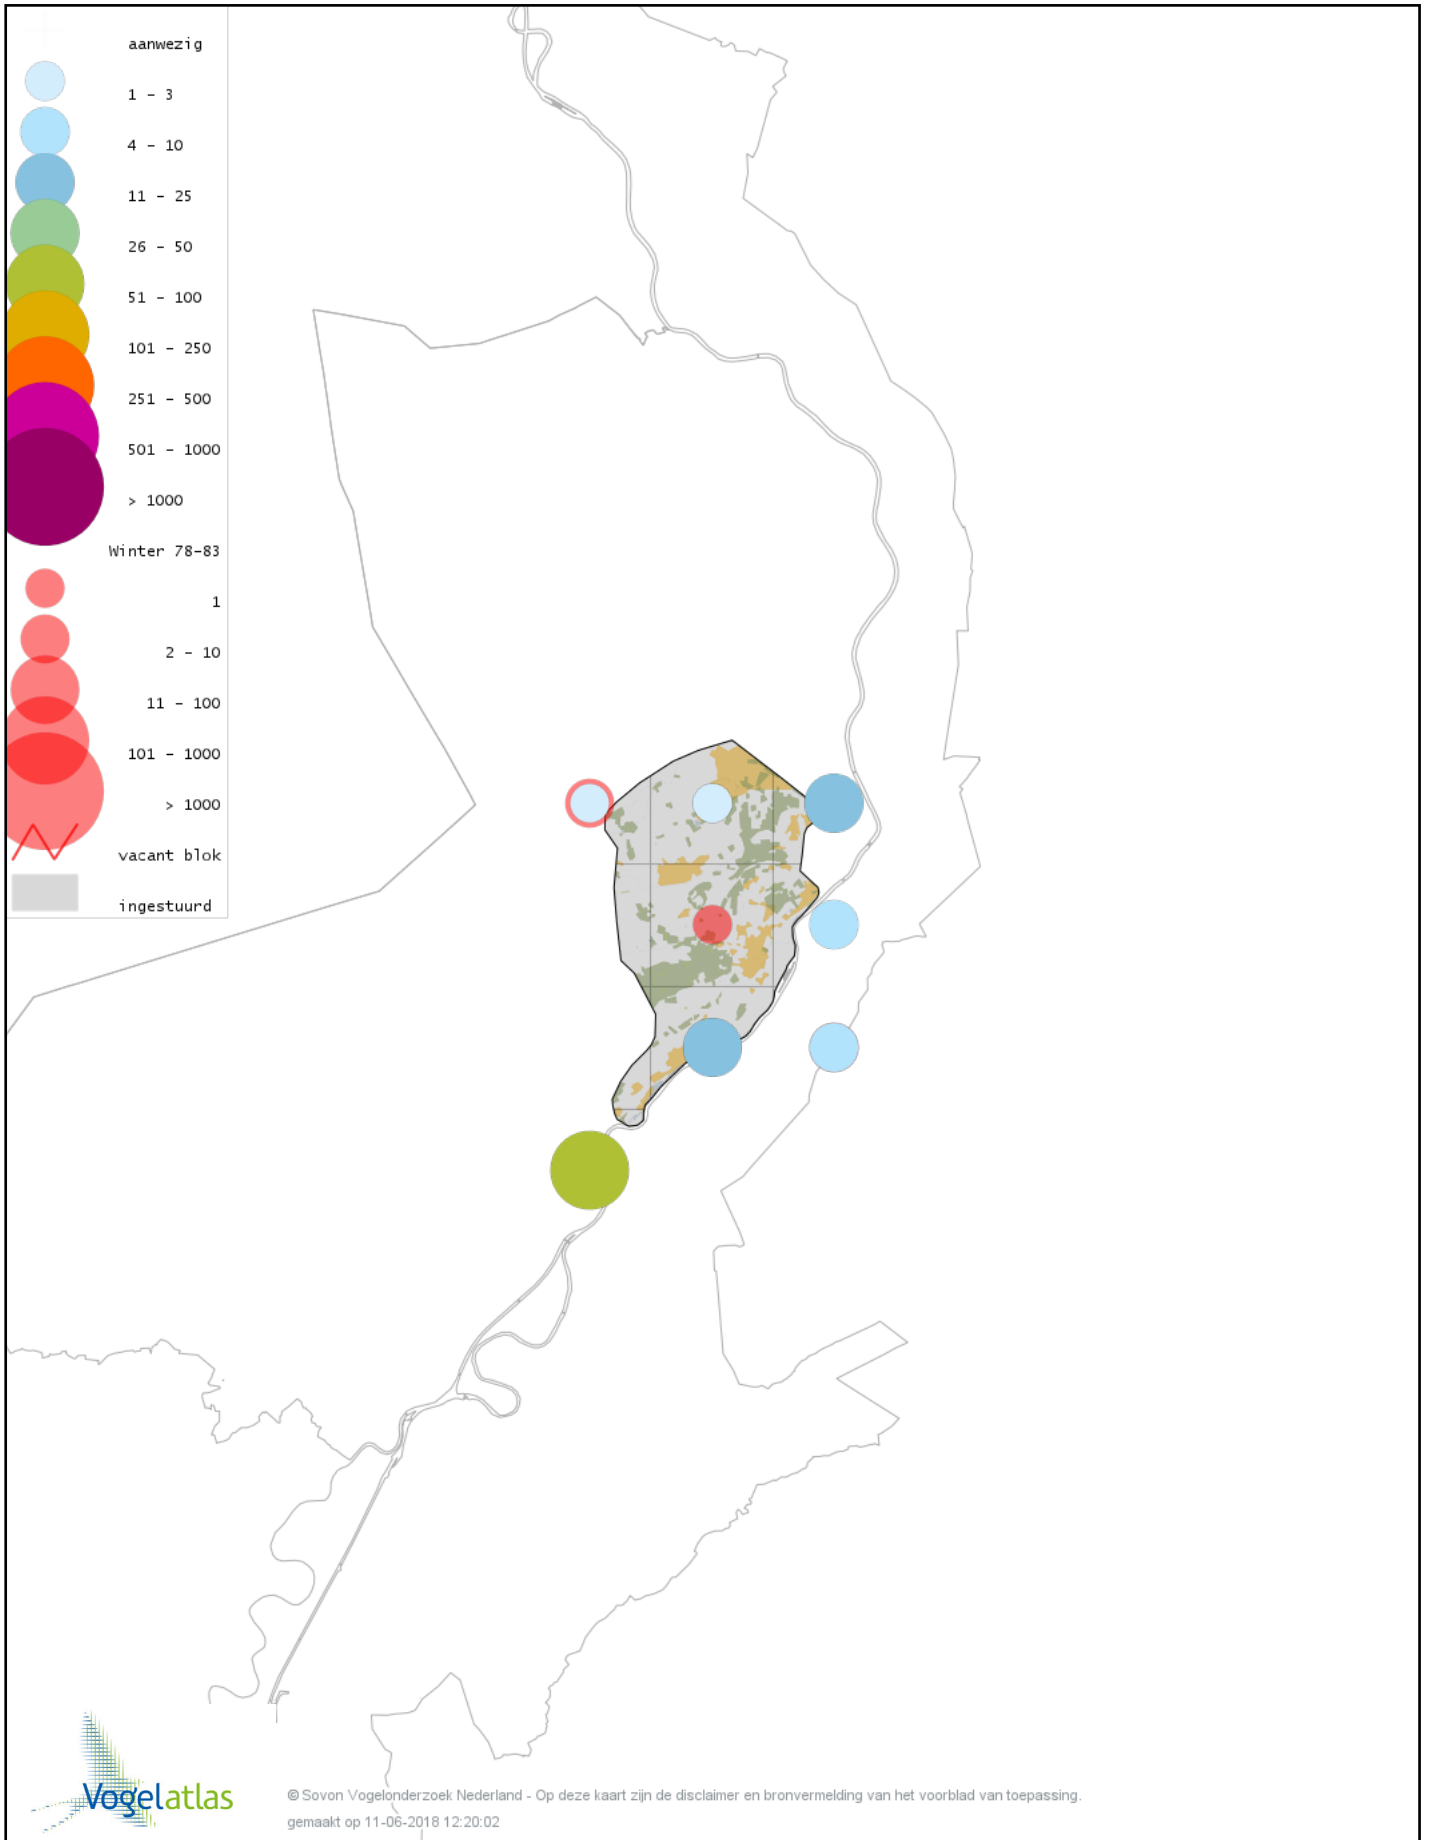 aanwezig
1 - 3
4 - 10
11 - 25
26 - 50
51 - 100
101 - 250
251 - 500
501 - 1000
> 1000
Winter 78-83
1
2 - 10
11 - 100
101 - 1000
> 1000
vacant blok
ingestuurd
Vogelatlas
© Sovon Vogelonderzoek Nederland - Op deze kaart zijn de disclaimer en bronvermelding van het voorblad van toepassing.
gemaakt op 11-06-2018 12:20:02